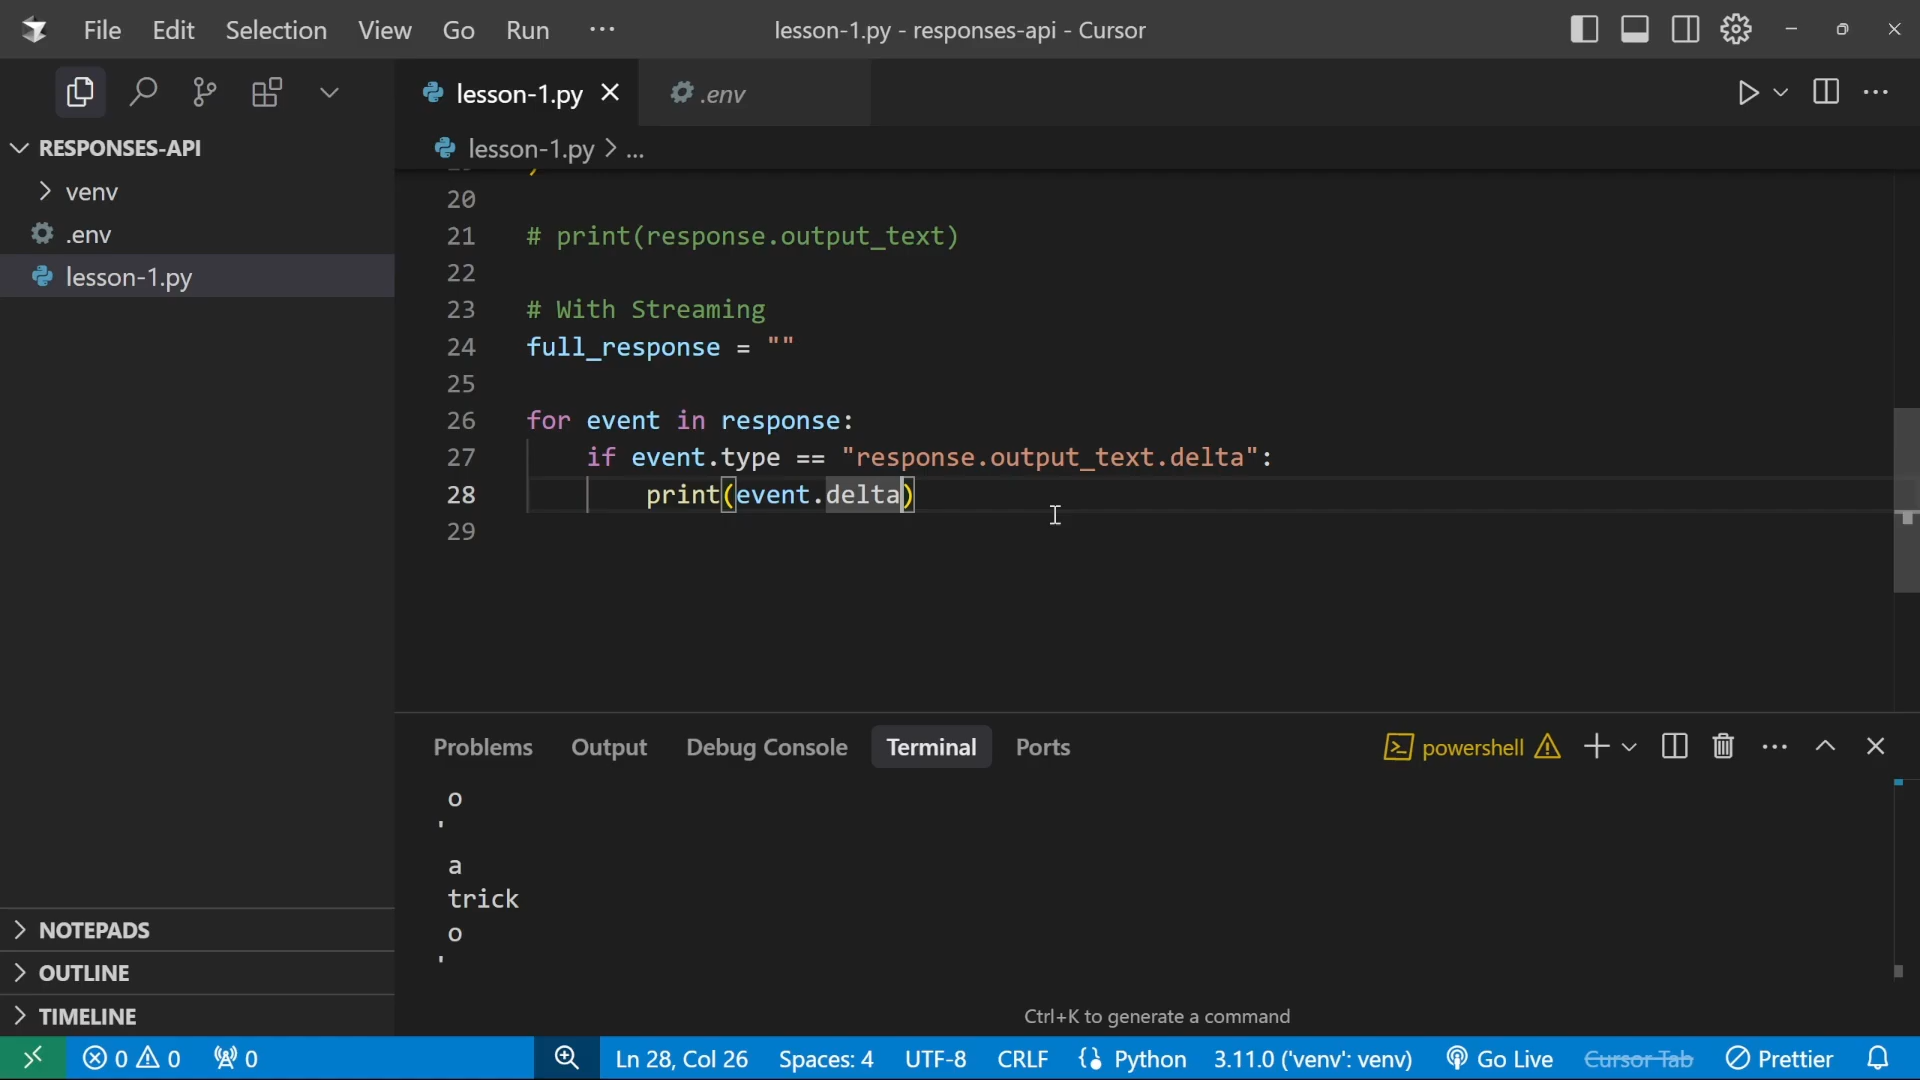 File Edit Selection View Go Run ···
lesson-1.py - responses-api - Cursor
RESPONSES-API
venv
.env
lesson-1.py
NOTEPADS
OUTLINE
TIMELINE
lesson-1.py
.env
lesson-1.py > ...
20
21 # print(response.output_text)
22
23 # With Streaming
24 full_response = ""
25
26 for event in response:
27     if event.type == "response.output_text.delta":
28         print(event.delta)
29
Problems Output Debug Console Terminal Ports
powershell
o
'
a
trick
o
'
Ctrl+K to generate a command
0 0 0
Ln 28, Col 26 Spaces: 4 UTF-8 CRLF {} Python 3.11.0 ('venv': venv) Go Live Cursor Tab Prettier